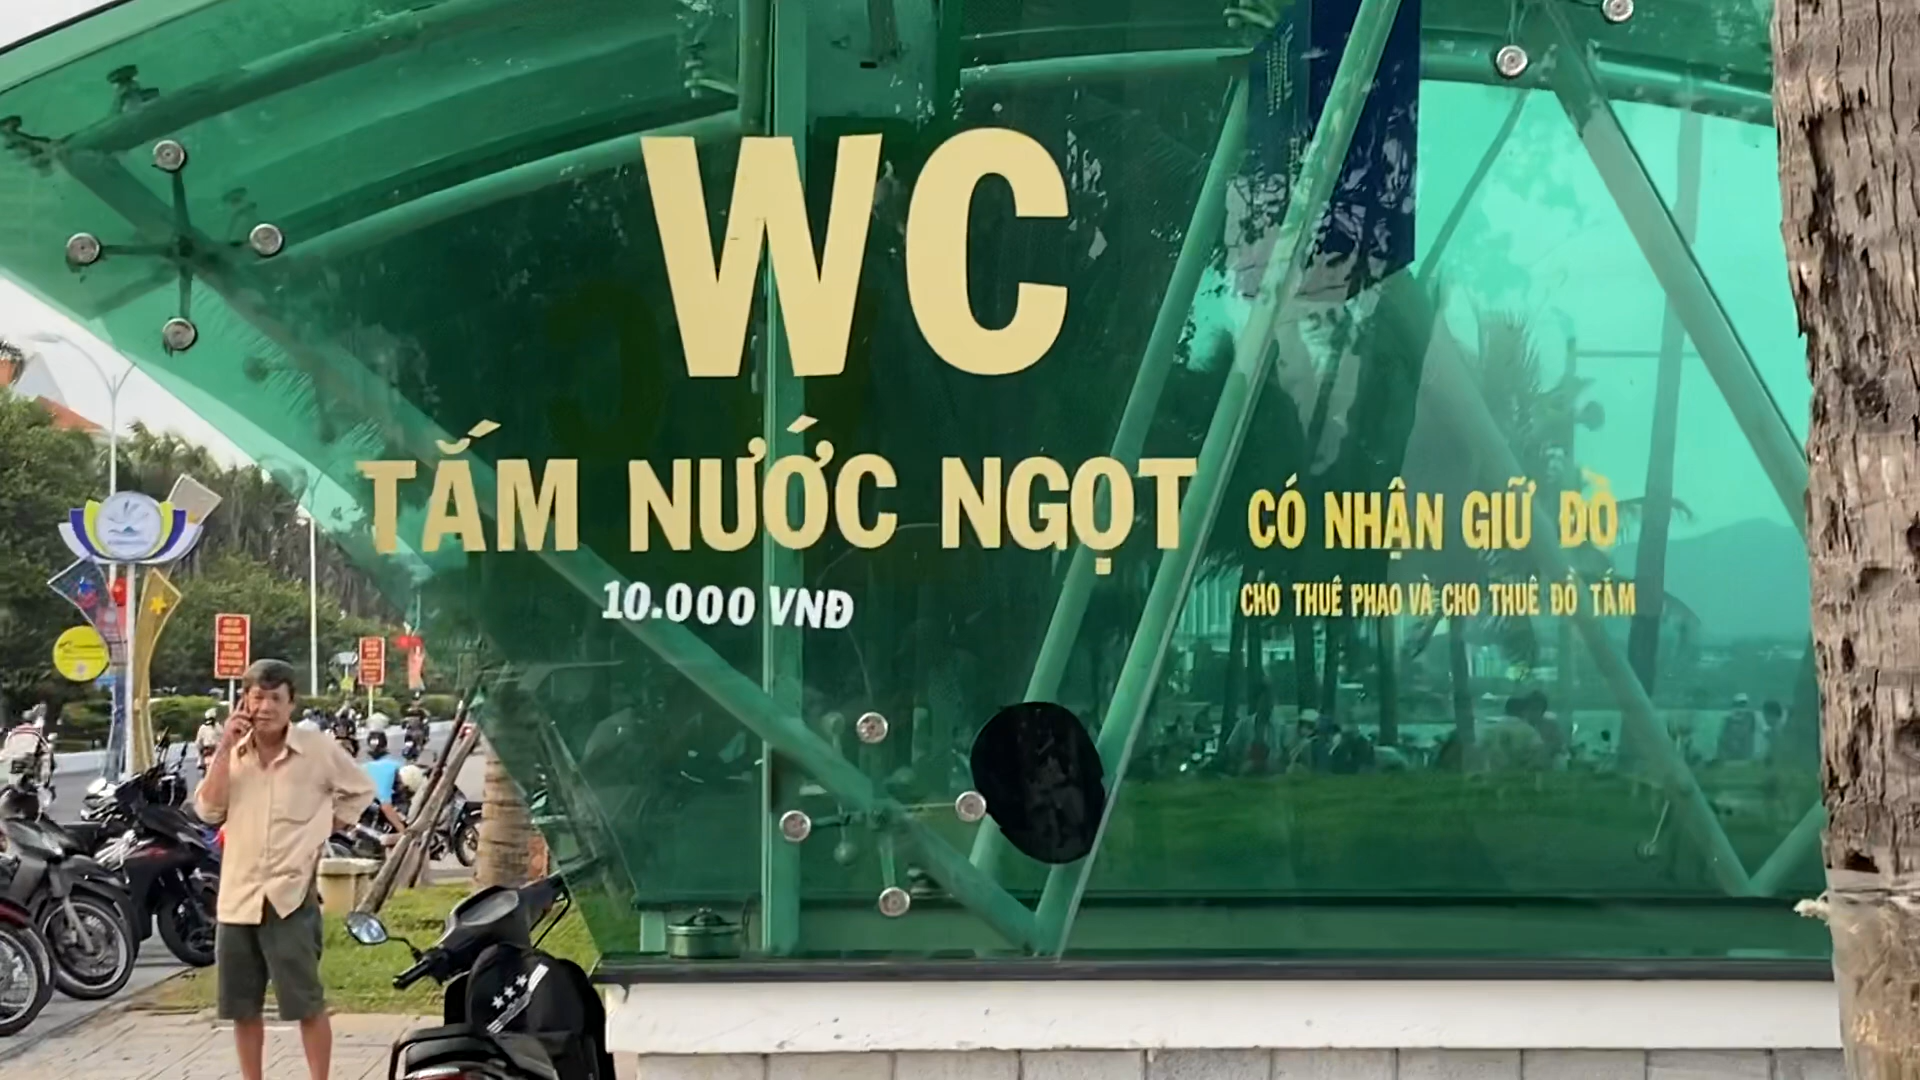 WC
TẮM NƯỚC NGỌT
10.000 VNĐ
CÓ NHẬN GIỮ ĐỒ
CHO THUÊ PHAO VÀ CHO THUÊ ĐỒ TẮM